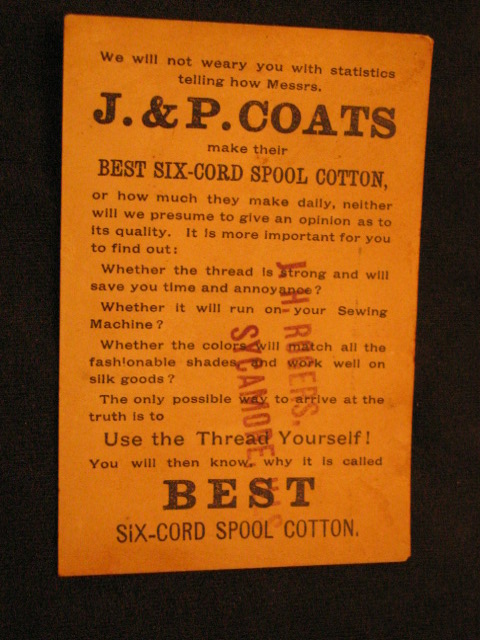 We will not weary you with statistics
telling how Messrs.
J. & P. COATS
make their
BEST SIX-CORD SPOOL COTTON,
or how much they make daily, neither
will we presume to give an opinion as to
its quality. It is more important for you
to find out:
Whether the thread is strong and will
save you time and annoyance?
Whether it will run on your Sewing
Machine?
Whether the colors will match all the
fashionable shades, and work well on
silk goods?
The only possible way to arrive at the
truth is to
Use the Thread Yourself!
You will then know, why it is called
BEST
SIX-CORD SPOOL COTTON.
J. H. ROGERS,
SYCAMORE,